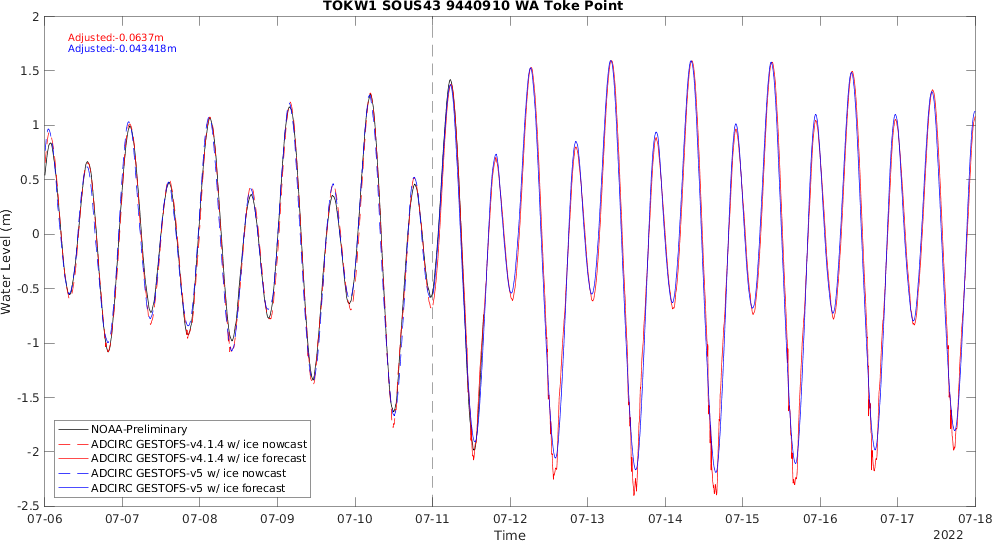 TOKW1 SOUS43 9440910 WA Toke Point
Adjusted:-0.0637m
Adjusted:-0.043418m
2
1.5
1
0.5
0
-0.5
-1
-1.5
-2
-2.5
Water Level (m)
NOAA-Preliminary
ADCIRC GESTOFS-v4.1.4 w/ ice nowcast
ADCIRC GESTOFS-v4.1.4 w/ ice forecast
ADCIRC GESTOFS-v5 w/ ice nowcast
ADCIRC GESTOFS-v5 w/ ice forecast
07-06 07-07 07-08 07-09 07-10 07-11 07-12 07-13 07-14 07-15 07-16 07-17 07-18
Time
2022